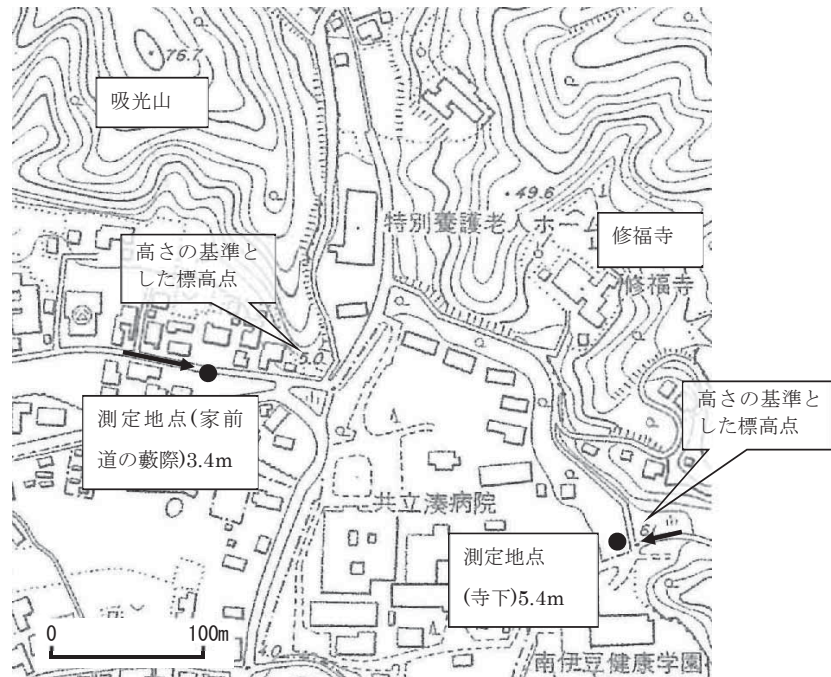 76.7
吸光山
49.6
特別養護老人ホーム
修福寺
修福寺
高さの基準と
した標高点
5.0
高さの基準と
した標高点
測定地点(家前
道の藪際)3.4m
共立湊病院
6
測定地点
(寺下)5.4m
0
100m
4.0
南伊豆健康学園